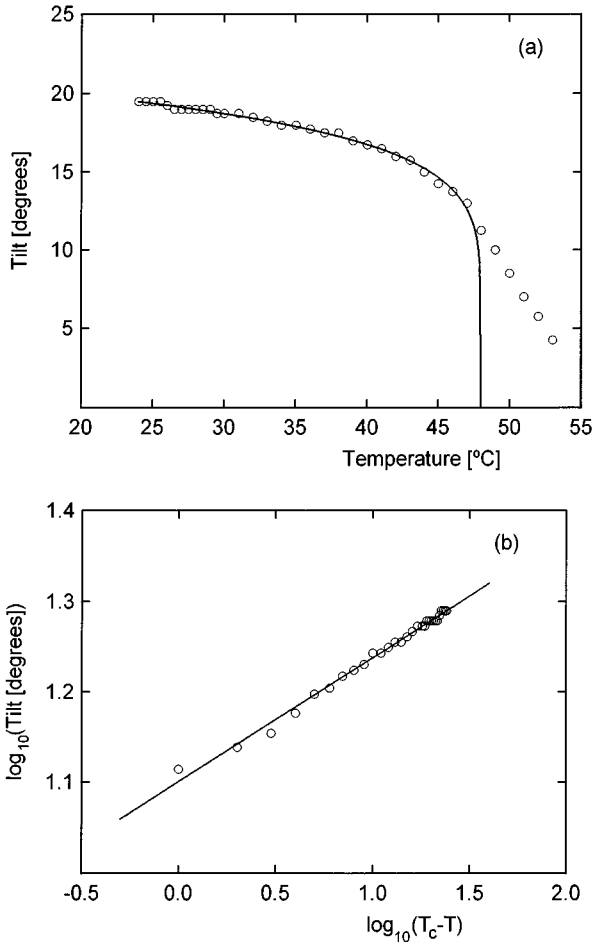 25
(a)
20
15
10
5
Tilt [degrees]
20 25 30 35 40 45 50 55
Temperature [ºC]
1.4
(b)
1.3
1.2
1.1
log10(Tilt [degrees])
-0.5 0.0 0.5 1.0 1.5 2.0
log10(Tc-T)